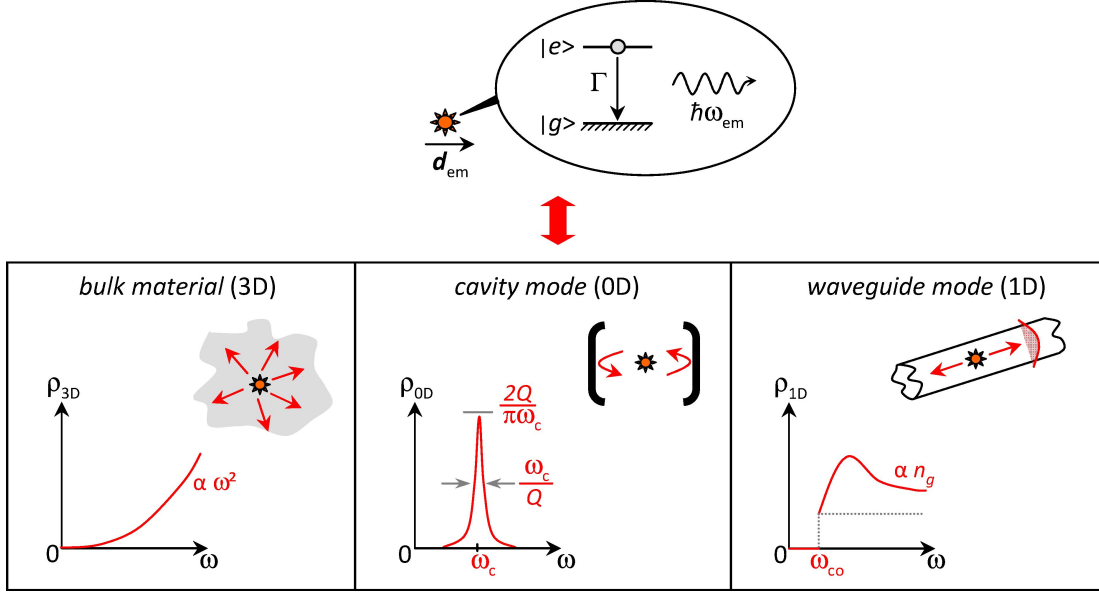 |e>
Γ
ħω_em
|g>
d_em
bulk material (3D)
ρ_3D
α ω²
0
ω
cavity mode (0D)
ρ_0D
2Q
πω_c
ω_c
Q
0
ω_c
ω
waveguide mode (1D)
ρ_1D
α n_g
0
ω_co
ω